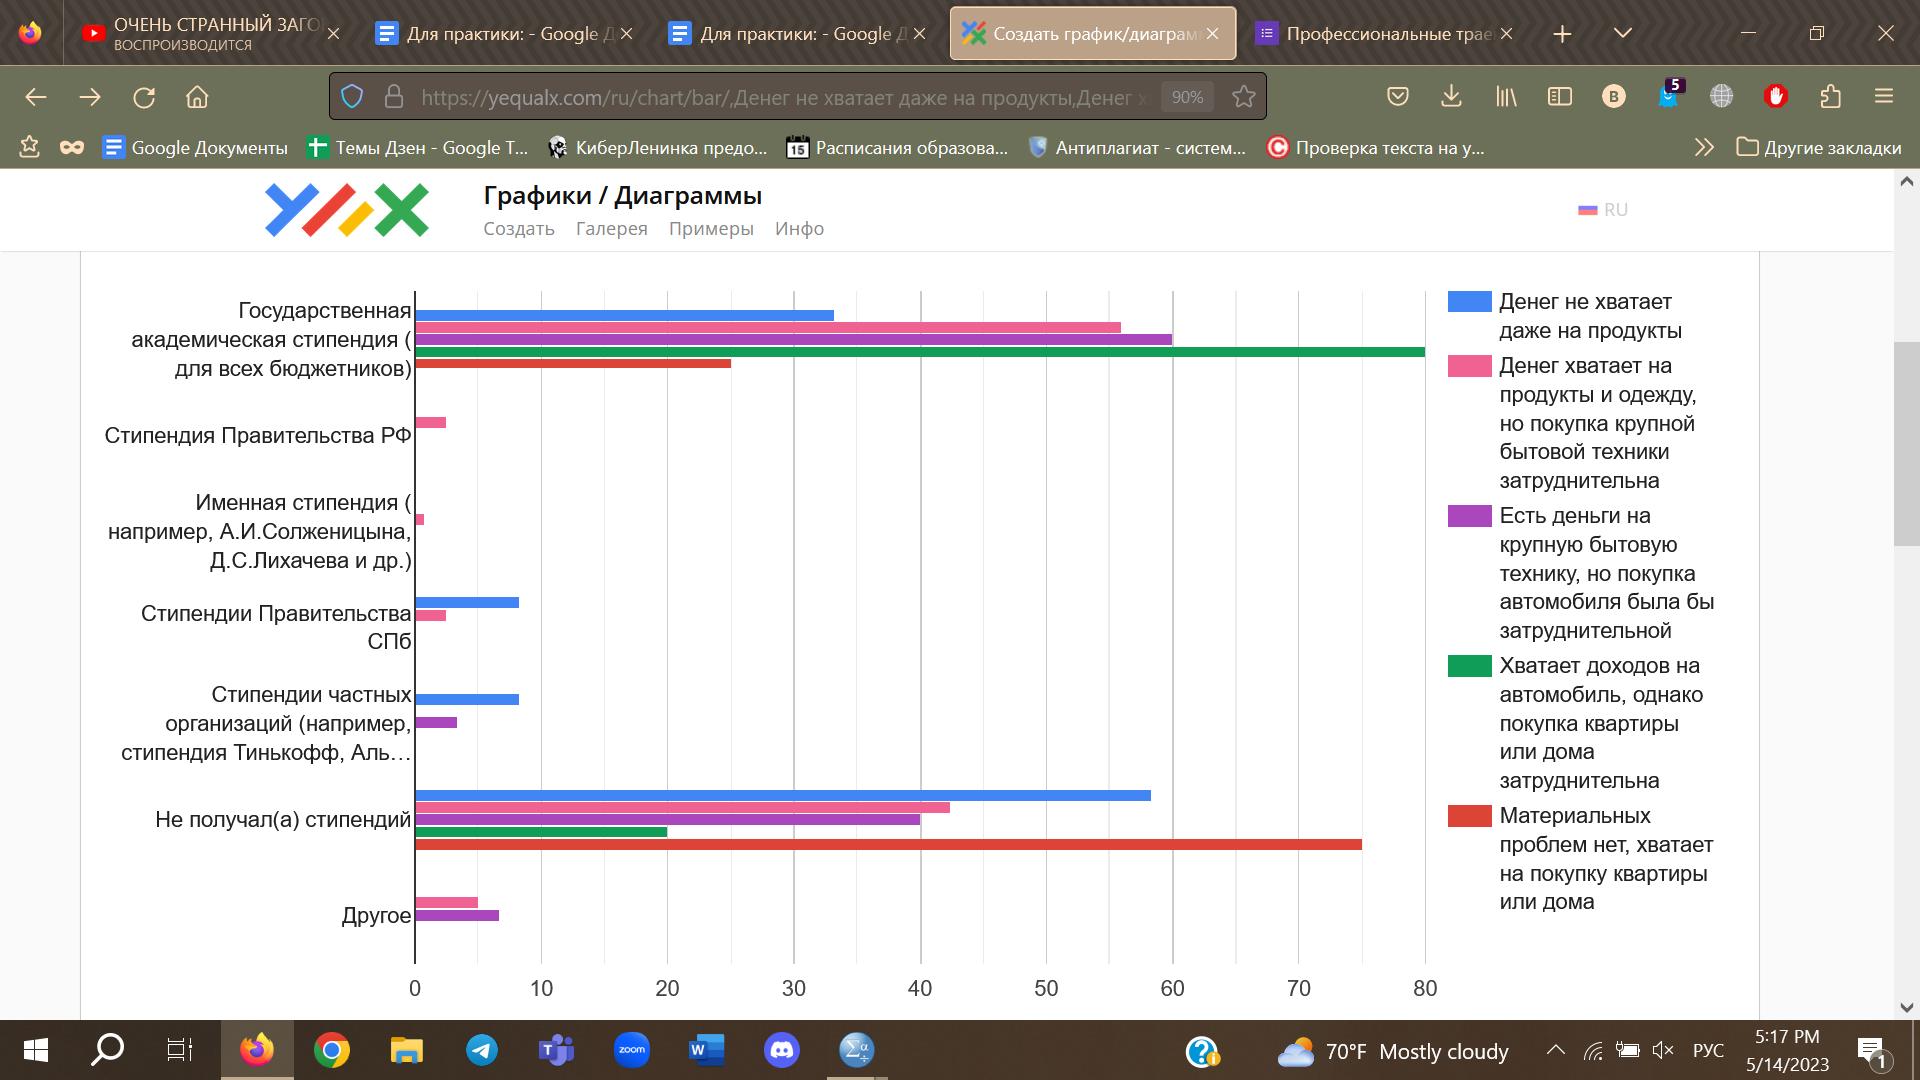 ОЧЕНЬ СТРАННЫЙ ЗАГО
ВОСПРОИЗВОДИТСЯ
Для практики: - Google Д
Для практики: - Google Д
Создать график/диаграм
Профессиональные трае
https://yequalx.com/ru/chart/bar/,Денег не хватает даже на продукты,Денег х
90%
B
5
Google Документы
Темы Дзен - Google Т...
КиберЛенинка предо...
15
Расписания образова...
Антиплагиат - систем...
Проверка текста на у...
Другие закладки
Графики / Диаграммы
Создать Галерея Примеры Инфо
RU
Государственная
академическая стипендия (
для всех бюджетников)
Стипендия Правительства РФ
Именная стипендия (
например, А.И.Солженицына,
Д.С.Лихачева и др.)
Стипендии Правительства
СПб
Стипендии частных
организаций (например,
стипендия Тинькофф, Аль…
Не получал(а) стипендий
Другое
0 10 20 30 40 50 60 70 80
Денег не хватает
даже на продукты
Денег хватает на
продукты и одежду,
но покупка крупной
бытовой техники
затруднительна
Есть деньги на
крупную бытовую
технику, но покупка
автомобиля была бы
затруднительной
Хватает доходов на
автомобиль, однако
покупка квартиры
или дома
затруднительна
Материальных
проблем нет, хватает
на покупку квартиры
или дома
zoom
W
70°F Mostly cloudy
РУС
5:17 PM
5/14/2023
1